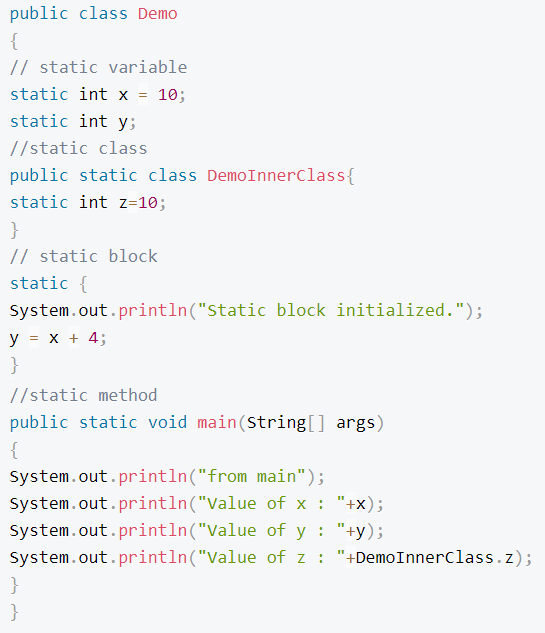 public class Demo
{
// static variable
static int x = 10;
static int y;
//static class
public static class DemoInnerClass{
static int z=10;
}
// static block
static {
System.out.println("Static block initialized.");
y = x + 4;
}
//static method
public static void main(String[] args)
{
System.out.println("from main");
System.out.println("Value of x : "+x);
System.out.println("Value of y : "+y);
System.out.println("Value of z : "+DemoInnerClass.z);
}
}